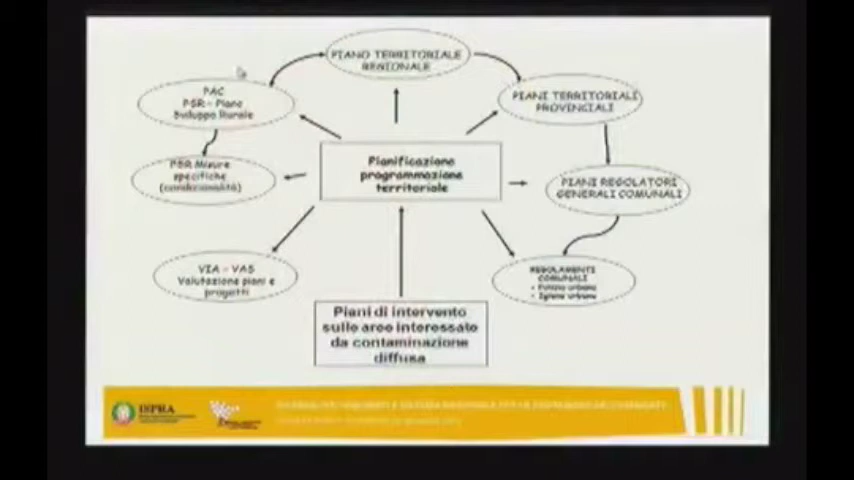 PIANO TERRITORIALE
REGIONALE
PAC
PSR - Piano
Sviluppo Rurale
PIANI TERRITORIALI
PROVINCIALI
Pianificazione
programmazione
territoriale
PSR Misure
specifiche
(condizionalità)
PIANI REGOLATORI
GENERALI COMUNALI
VIA - VAS
Valutazione piani e
progetti
REGOLAMENTI
COMUNALI
• Polizia urbana
• Igiene urbana
Piani di intervento
sulle aree interessate
da contaminazione
diffusa
ISPRA